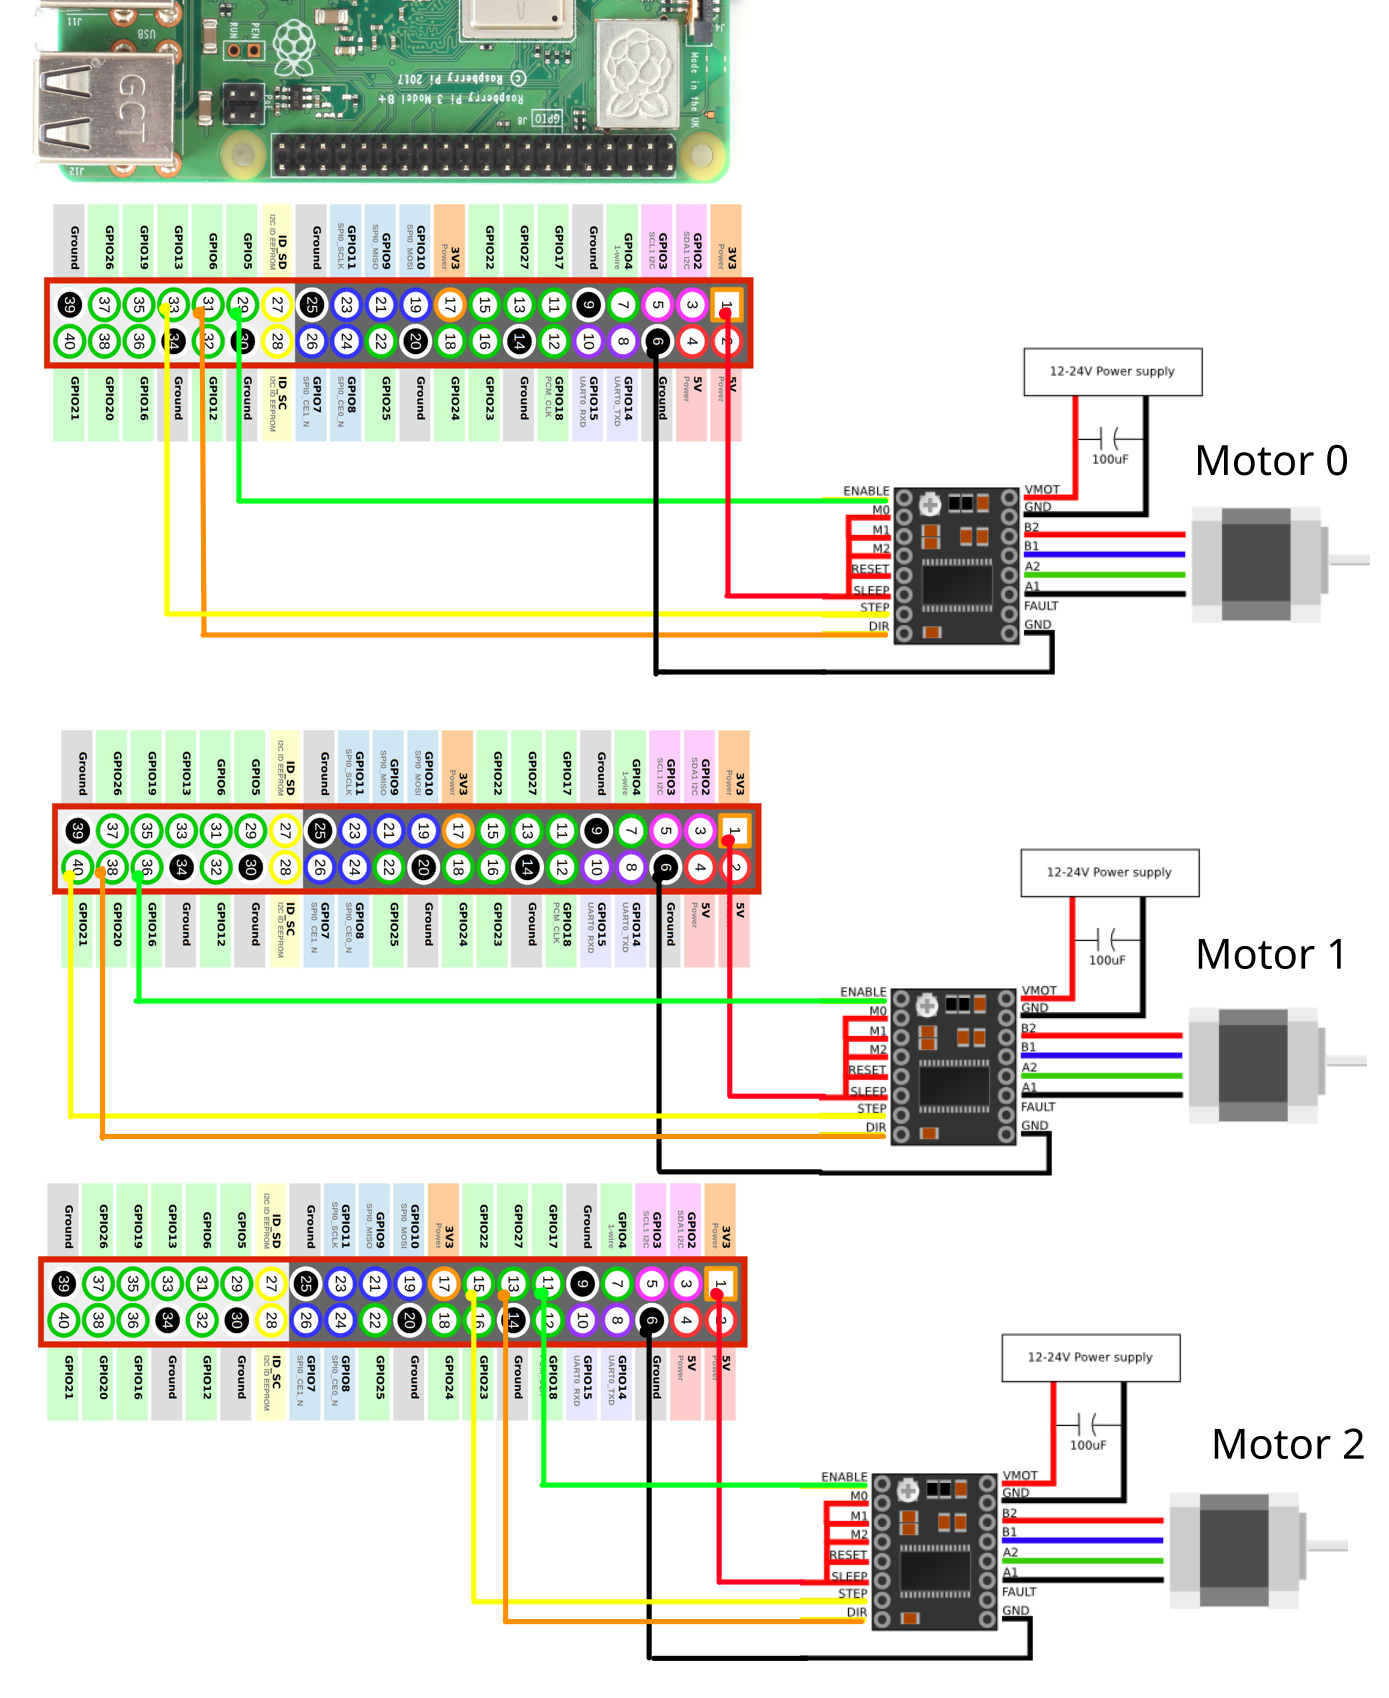 J11
USB
RUN
PEN
J4
GCT
© Raspberry Pi 2017
Raspberry Pi 3 Model B+
Made in the UK
J8
GPIO
PoE
J12
Ground GPIO26 GPIO19 GPIO13 GPIO6 GPIO5 ID_SD Ground GPIO11 GPIO9 GPIO10 3V3 GPIO22 GPIO27 GPIO17 Ground GPIO4 GPIO3 GPIO2 3V3
I2C ID EEPROM SPI0_SCLK SPI0_MISO SPI0_MOSI Power 1-wire SCL1 I2C SDA1 I2C Power
39 37 35 33 31 29 27 25 23 21 19 17 15 13 11 9 7 5 3 1
40 38 36 34 32 30 28 26 24 22 20 18 16 14 12 10 8 6 4 2
GPIO21 GPIO20 GPIO16 Ground GPIO12 Ground ID_SC GPIO7 GPIO8 GPIO25 Ground GPIO24 GPIO23 Ground GPIO18 GPIO15 GPIO14 Ground 5V 5V
I2C ID EEPROM SPI0_CE1_N SPI0_CE0_N PCM_CLK UART0_RXD UART0_TXD Power Power
12-24V Power supply
100uF
Motor 0
ENABLE
M0
M1
M2
RESET
SLEEP
STEP
DIR
VMOT
GND
B2
B1
A2
A1
FAULT
GND
Ground GPIO26 GPIO19 GPIO13 GPIO6 GPIO5 ID_SD Ground GPIO11 GPIO9 GPIO10 3V3 GPIO22 GPIO27 GPIO17 Ground GPIO4 GPIO3 GPIO2 3V3
I2C ID EEPROM SPI0_SCLK SPI0_MISO SPI0_MOSI Power 1-wire SCL1 I2C SDA1 I2C Power
39 37 35 33 31 29 27 25 23 21 19 17 15 13 11 9 7 5 3 1
40 38 36 34 32 30 28 26 24 22 20 18 16 14 12 10 8 6 4 2
GPIO21 GPIO20 GPIO16 Ground GPIO12 Ground ID_SC GPIO7 GPIO8 GPIO25 Ground GPIO24 GPIO23 Ground GPIO18 GPIO15 GPIO14 Ground 5V 5V
I2C ID EEPROM SPI0_CE1_N SPI0_CE0_N PCM_CLK UART0_RXD UART0_TXD Power
12-24V Power supply
100uF
Motor 1
ENABLE
M0
M1
M2
RESET
SLEEP
STEP
DIR
VMOT
GND
B2
B1
A2
A1
FAULT
GND
Ground GPIO26 GPIO19 GPIO13 GPIO6 GPIO5 ID_SD Ground GPIO11 GPIO9 GPIO10 3V3 GPIO22 GPIO27 GPIO17 Ground GPIO4 GPIO3 GPIO2 3V3
I2C ID EEPROM SPI0_SCLK SPI0_MISO SPI0_MOSI Power 1-wire SCL1 I2C SDA1 I2C Power
39 37 35 33 31 29 27 25 23 21 19 17 15 13 11 9 7 5 3 1
40 38 36 34 32 30 28 26 24 22 20 18 16 14 12 10 8 6 4 2
GPIO21 GPIO20 GPIO16 Ground GPIO12 Ground ID_SC GPIO7 GPIO8 GPIO25 Ground GPIO24 GPIO23 Ground GPIO18 GPIO15 GPIO14 Ground 5V 5V
I2C ID EEPROM SPI0_CE1_N SPI0_CE0_N UART0_RXD UART0_TXD Power Power
12-24V Power supply
100uF
Motor 2
ENABLE
M0
M1
M2
RESET
SLEEP
STEP
DIR
VMOT
GND
B2
B1
A2
A1
FAULT
GND